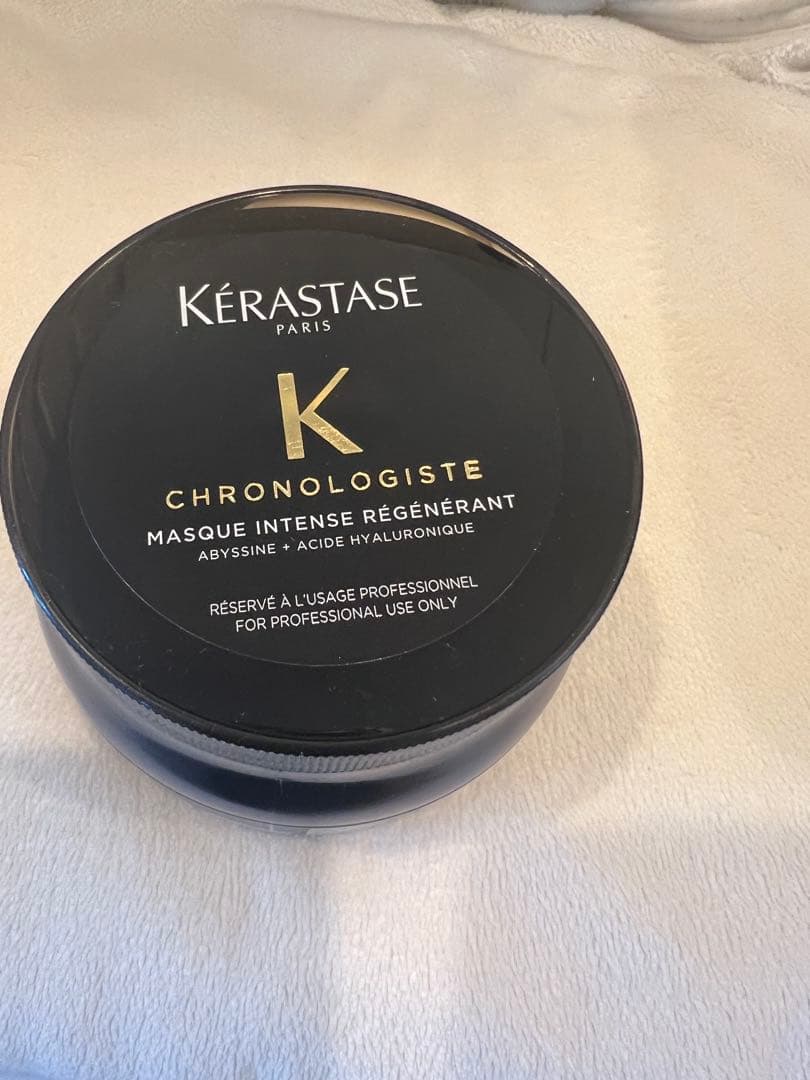 KÉRASTASE
PARIS
K
CHRONOLOGISTE
MASQUE INTENSE RÉGÉNÉRANT
ABYSSINE + ACIDE HYALURONIQUE
RÉSERVÉ À L'USAGE PROFESSIONNEL
FOR PROFESSIONAL USE ONLY